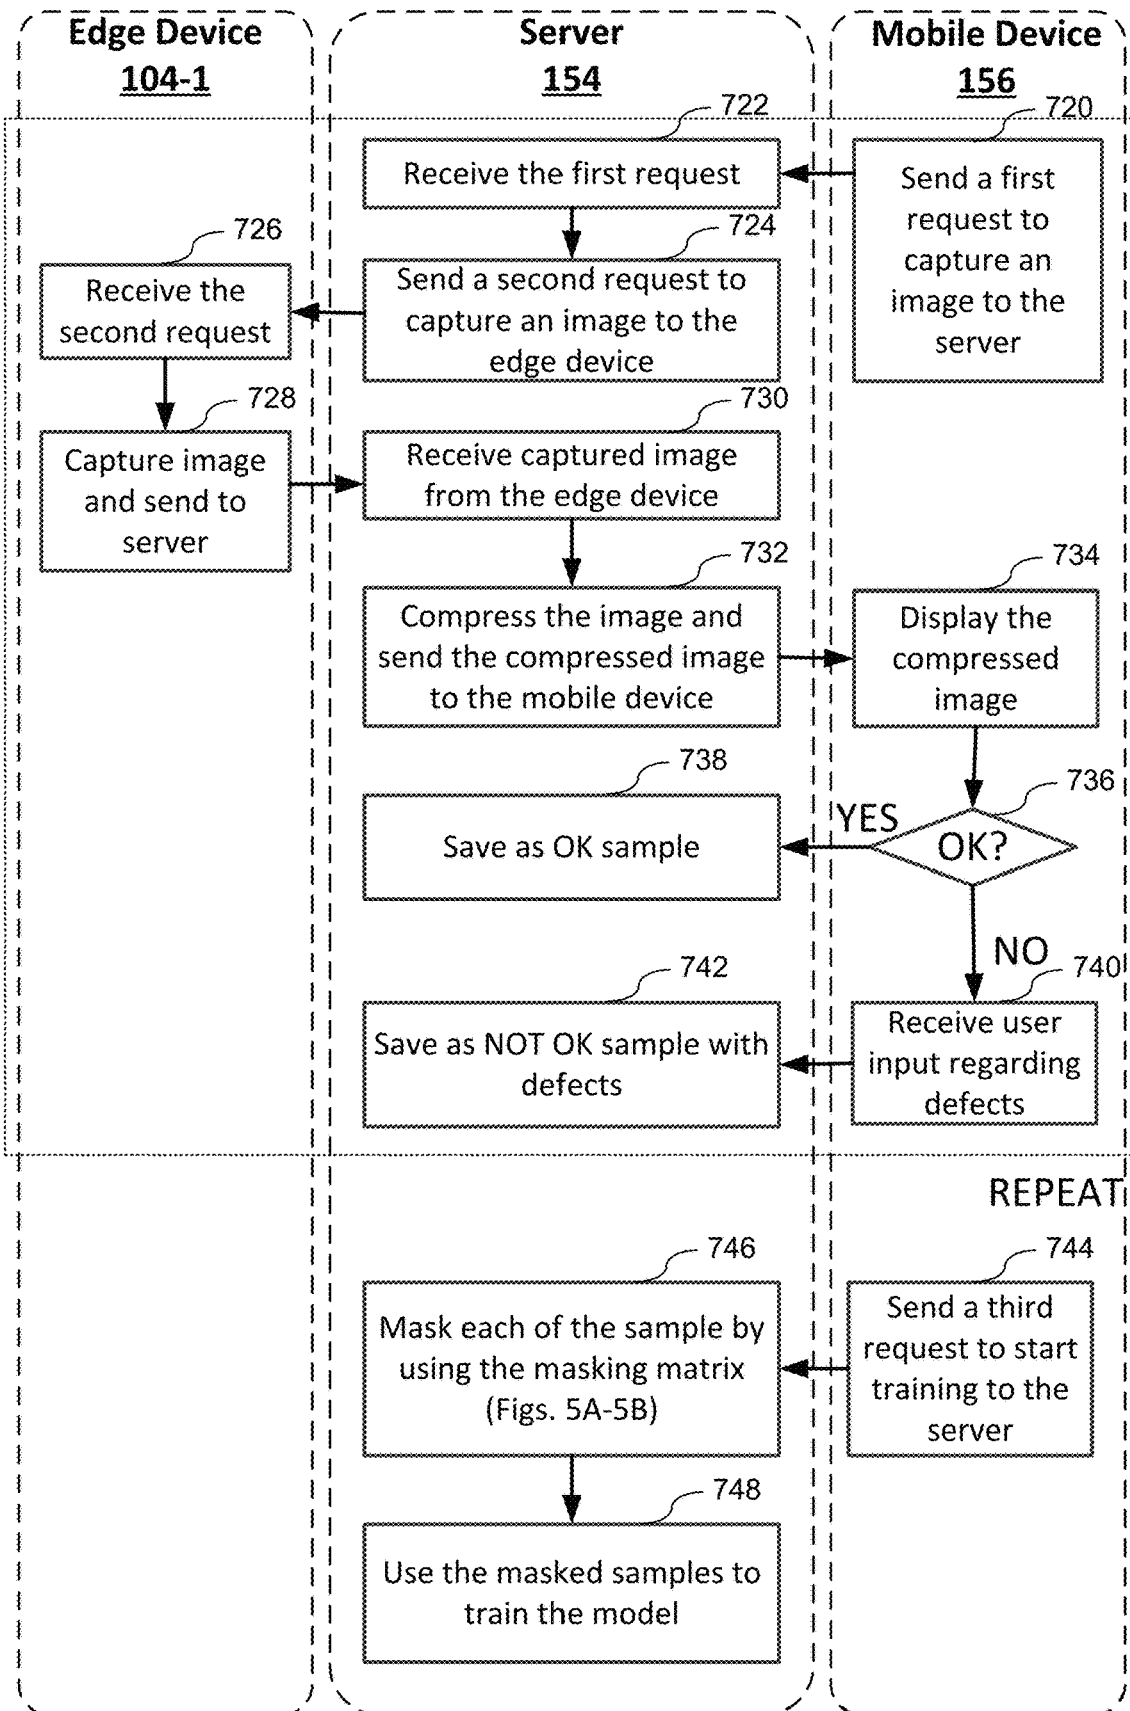 Edge Device
104-1
Server
154
Mobile Device
156
722
Receive the first request
720
Send a first
request to
capture an
image to the
server
724
Send a second request to
capture an image to the
edge device
726
Receive the
second request
728
Capture image
and send to
server
730
Receive captured image
from the edge device
732
Compress the image and
send the compressed image
to the mobile device
734
Display the
compressed
image
736
OK?
YES
738
Save as OK sample
NO
740
Receive user
input regarding
defects
742
Save as NOT OK sample with
defects
REPEAT
744
Send a third
request to start
training to the
server
746
Mask each of the sample by
using the masking matrix
(Figs. 5A-5B)
748
Use the masked samples to
train the model